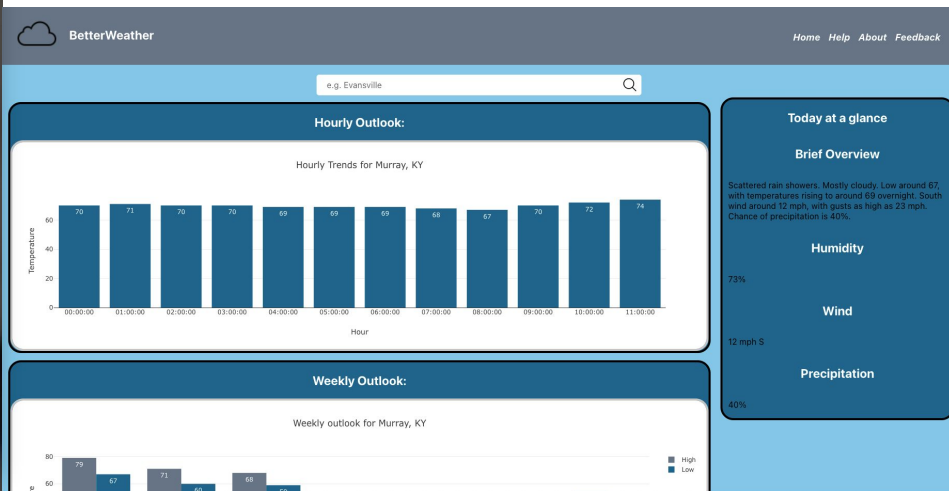 BetterWeather
Home Help About Feedback
e.g. Evansville
Hourly Outlook:
Hourly Trends for Murray, KY
Temperature
60
40
20
0
70 71 70 70 69 69 69 68 67 70 72 74
00:00:00 01:00:00 02:00:00 03:00:00 04:00:00 05:00:00 06:00:00 07:00:00 08:00:00 09:00:00 10:00:00 11:00:00
Hour
Weekly Outlook:
Weekly outlook for Murray, KY
80
60
79 67 71 60 68
High
Low
Today at a glance
Brief Overview
Scattered rain showers. Mostly cloudy. Low around 67,
with temperatures rising to around 69 overnight. South
wind around 12 mph, with gusts as high as 23 mph.
Chance of precipitation is 40%.
Humidity
73%
Wind
12 mph S
Precipitation
40%